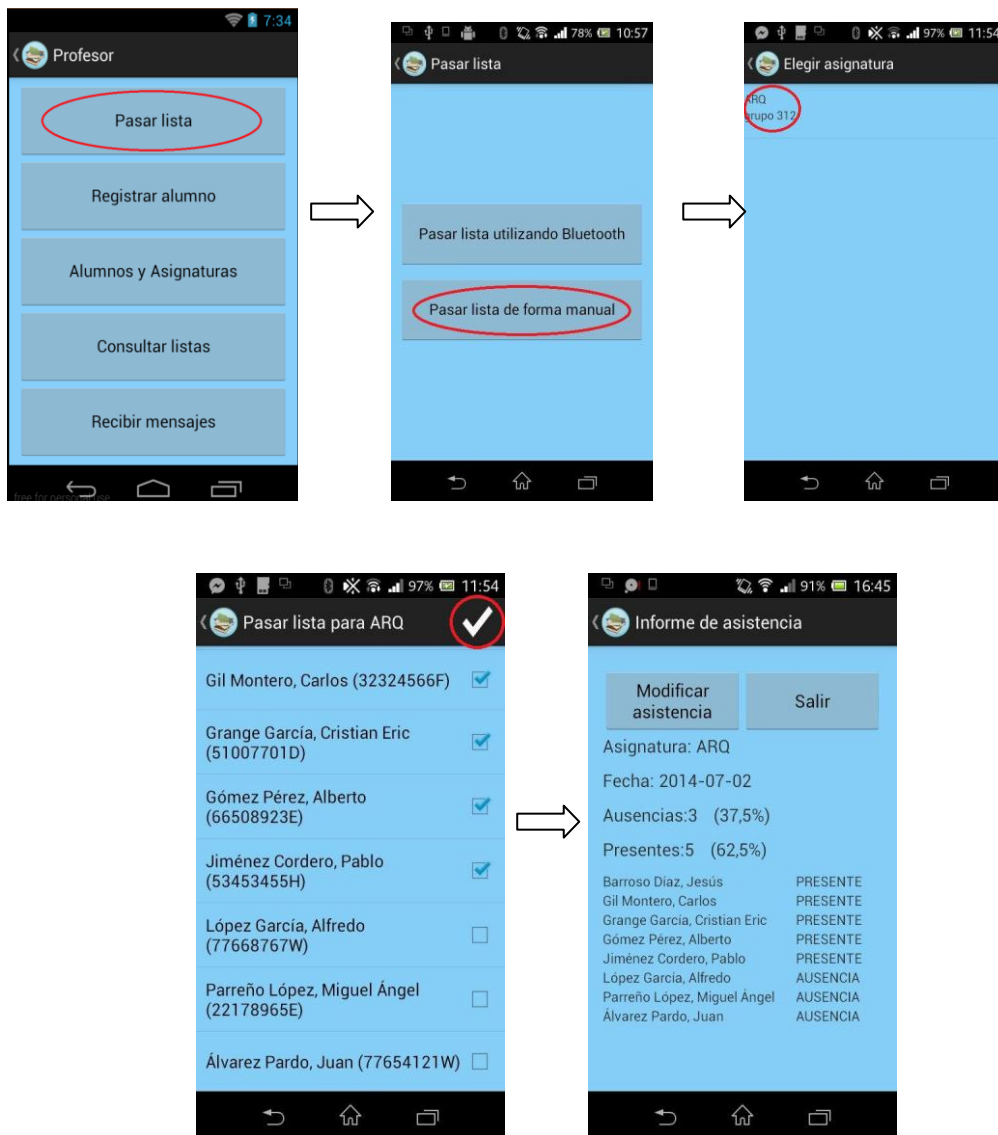 7:34
Profesor
Pasar lista
Registrar alumno
Alumnos y Asignaturas
Consultar listas
Recibir mensajes
free for personal use
78% 10:57
Pasar lista
Pasar lista utilizando Bluetooth
Pasar lista de forma manual
97% 11:54
Elegir asignatura
ARQ
grupo 312
97% 11:54
Pasar lista para ARQ
Gil Montero, Carlos (32324566F)
Grange García, Cristian Eric
(51007701D)
Gómez Pérez, Alberto
(66508923E)
Jiménez Cordero, Pablo
(53453455H)
López García, Alfredo
(77668767W)
Parreño López, Miguel Ángel
(22178965E)
Álvarez Pardo, Juan (77654121W)
91% 16:45
Informe de asistencia
Modificar
asistencia
Salir
Asignatura: ARQ
Fecha: 2014-07-02
Ausencias:3 (37,5%)
Presentes:5 (62,5%)
Barroso Díaz, Jesús PRESENTE
Gil Montero, Carlos PRESENTE
Grange García, Cristian Eric PRESENTE
Gómez Pérez, Alberto PRESENTE
Jiménez Cordero, Pablo PRESENTE
López García, Alfredo AUSENCIA
Parreño López, Miguel Ángel AUSENCIA
Álvarez Pardo, Juan AUSENCIA